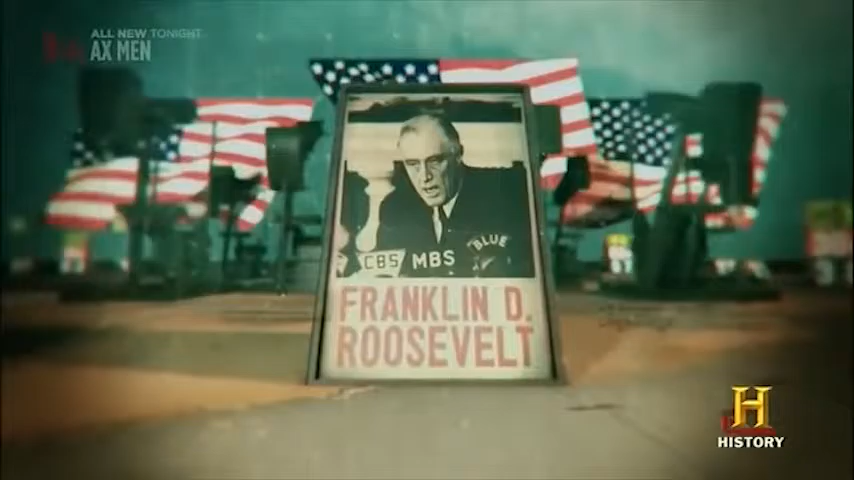 ALL NEW TONIGHT
AX MEN
CBS MBS BLUE
FRANKLIN D.
ROOSEVELT
H
HISTORY